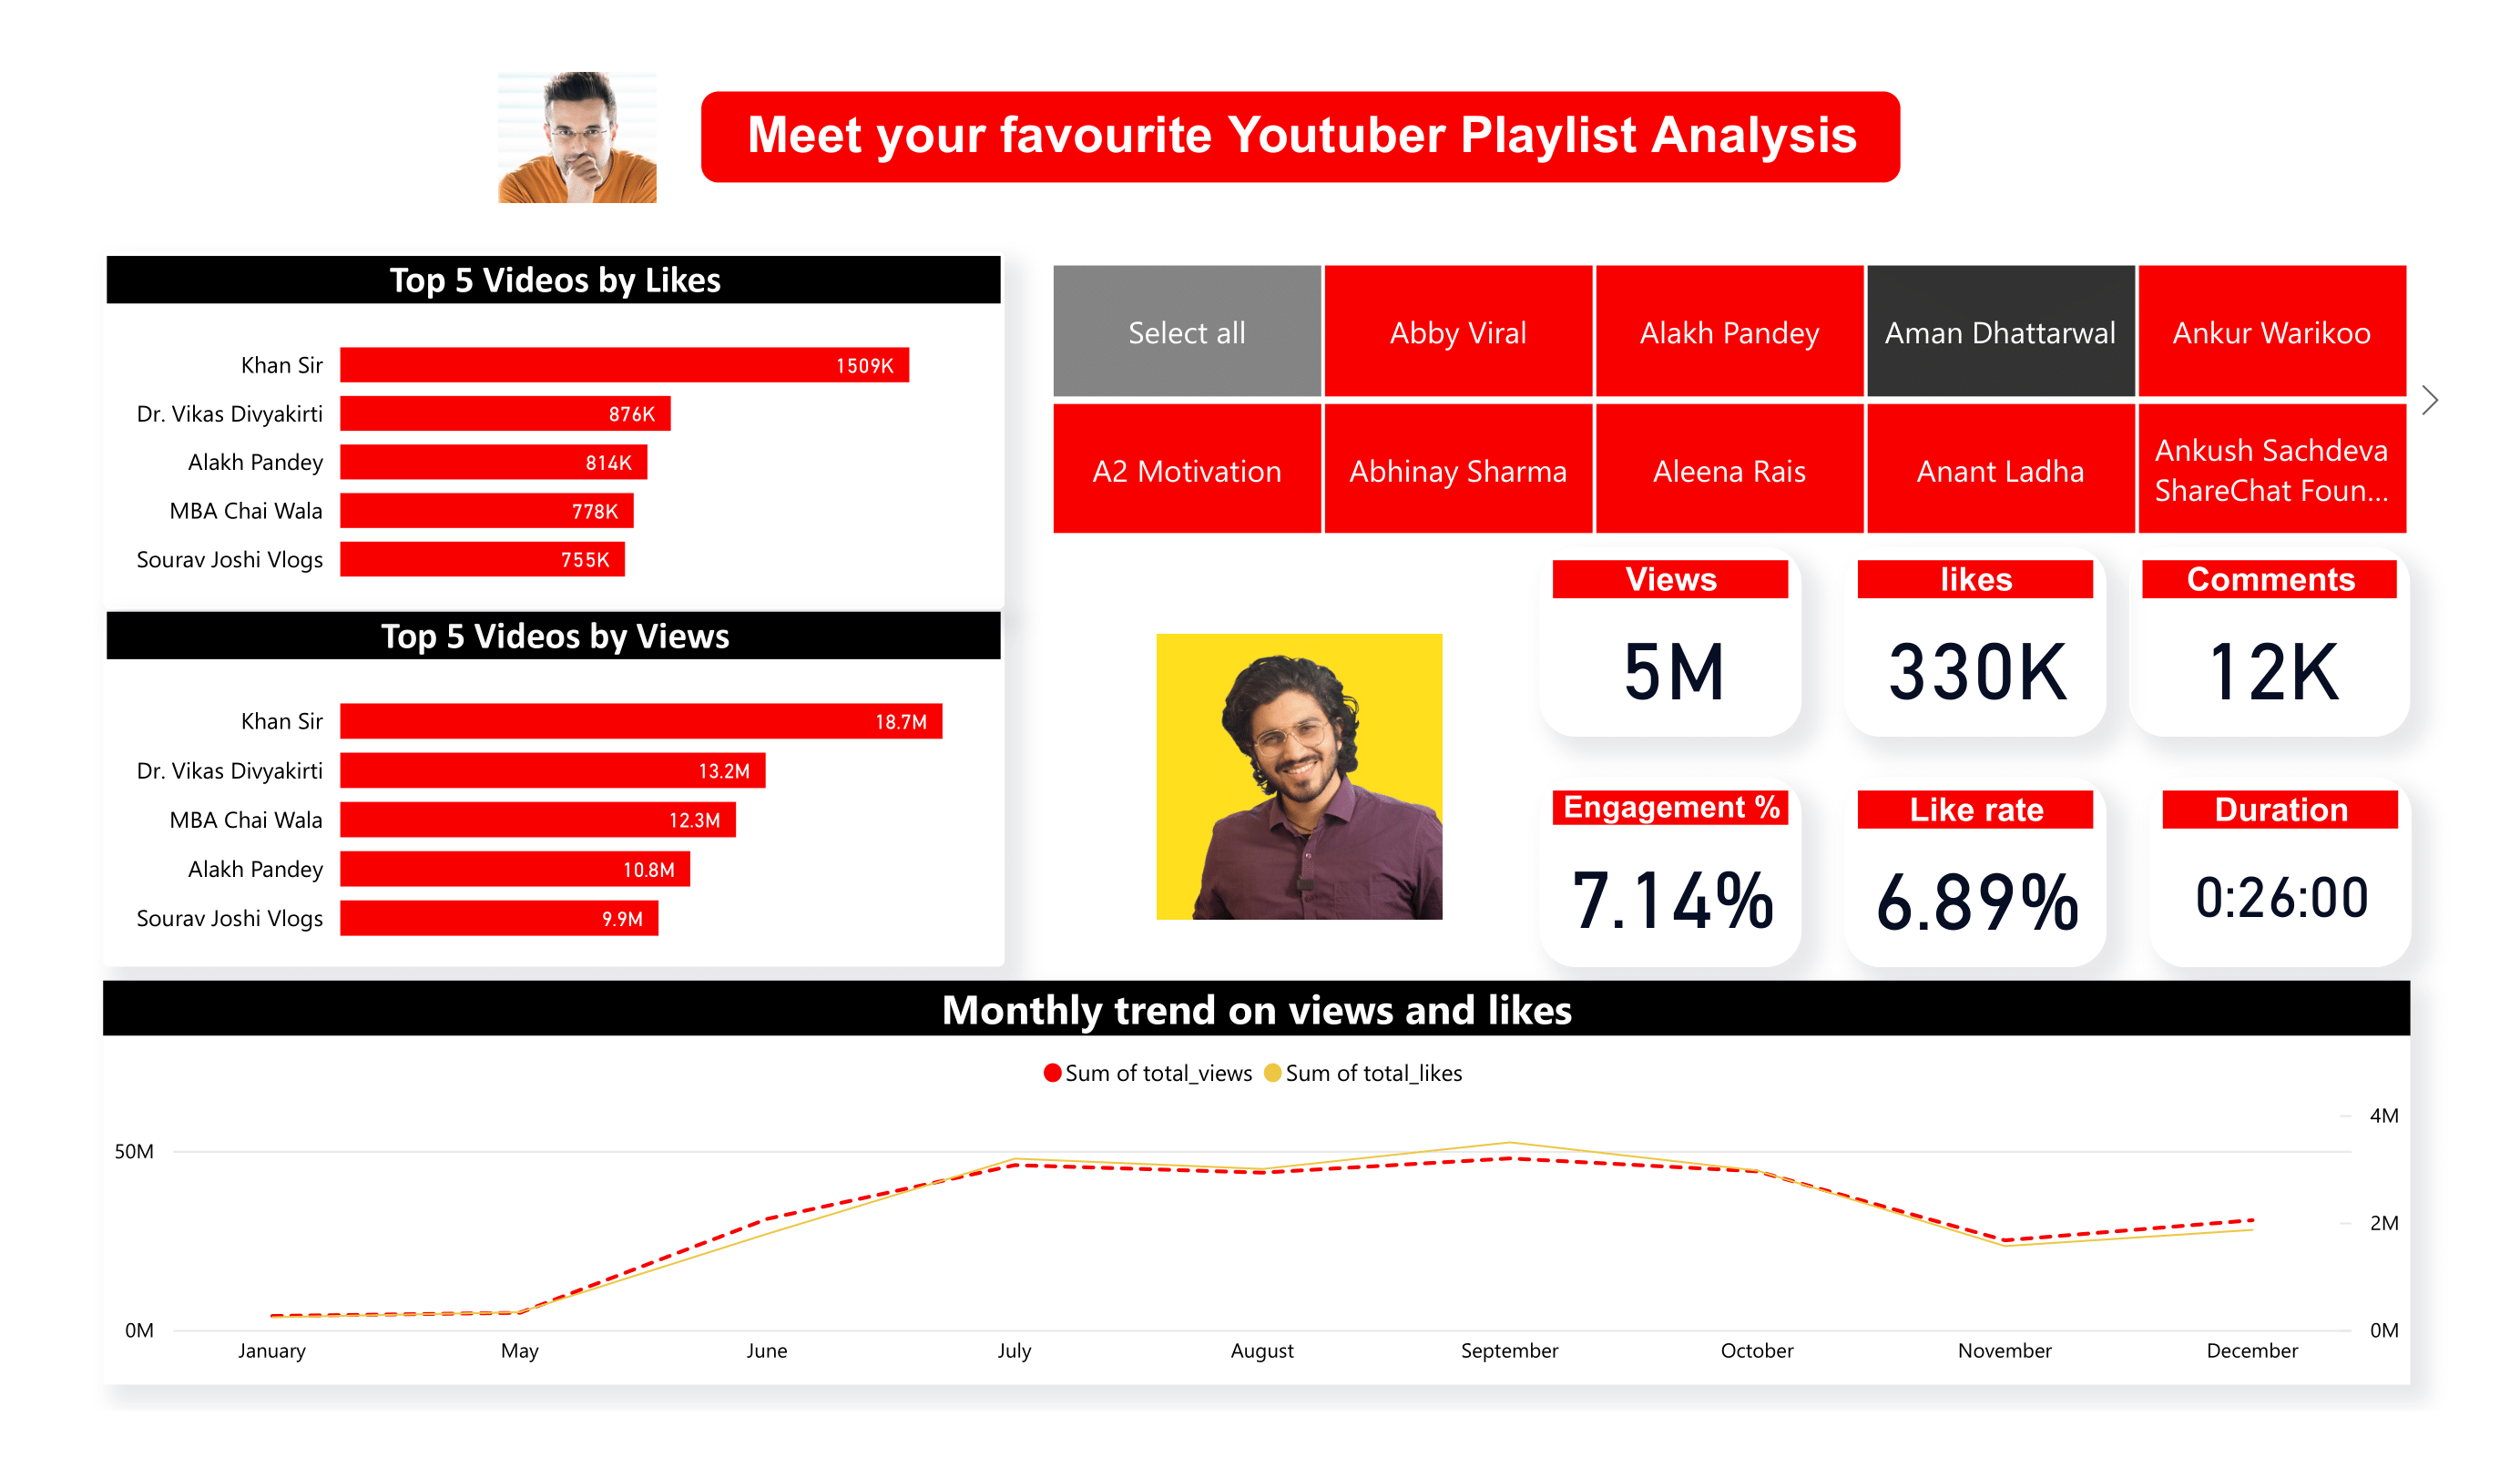 Meet your favourite Youtuber Playlist Analysis
Top 5 Videos by Likes
Khan Sir 1509K
Dr. Vikas Divyakirti 876K
Alakh Pandey 814K
MBA Chai Wala 778K
Sourav Joshi Vlogs 755K
Top 5 Videos by Views
Khan Sir 18.7M
Dr. Vikas Divyakirti 13.2M
MBA Chai Wala 12.3M
Alakh Pandey 10.8M
Sourav Joshi Vlogs 9.9M
Select all
Abby Viral
Alakh Pandey
Aman Dhattarwal
Ankur Warikoo
A2 Motivation
Abhinay Sharma
Aleena Rais
Anant Ladha
Ankush Sachdeva
ShareChat Foun...
Views
5M
likes
330K
Comments
12K
Engagement %
7.14%
Like rate
6.89%
Duration
0:26:00
Monthly trend on views and likes
Sum of total_views Sum of total_likes
50M
0M
4M
2M
0M
January May June July August September October November December